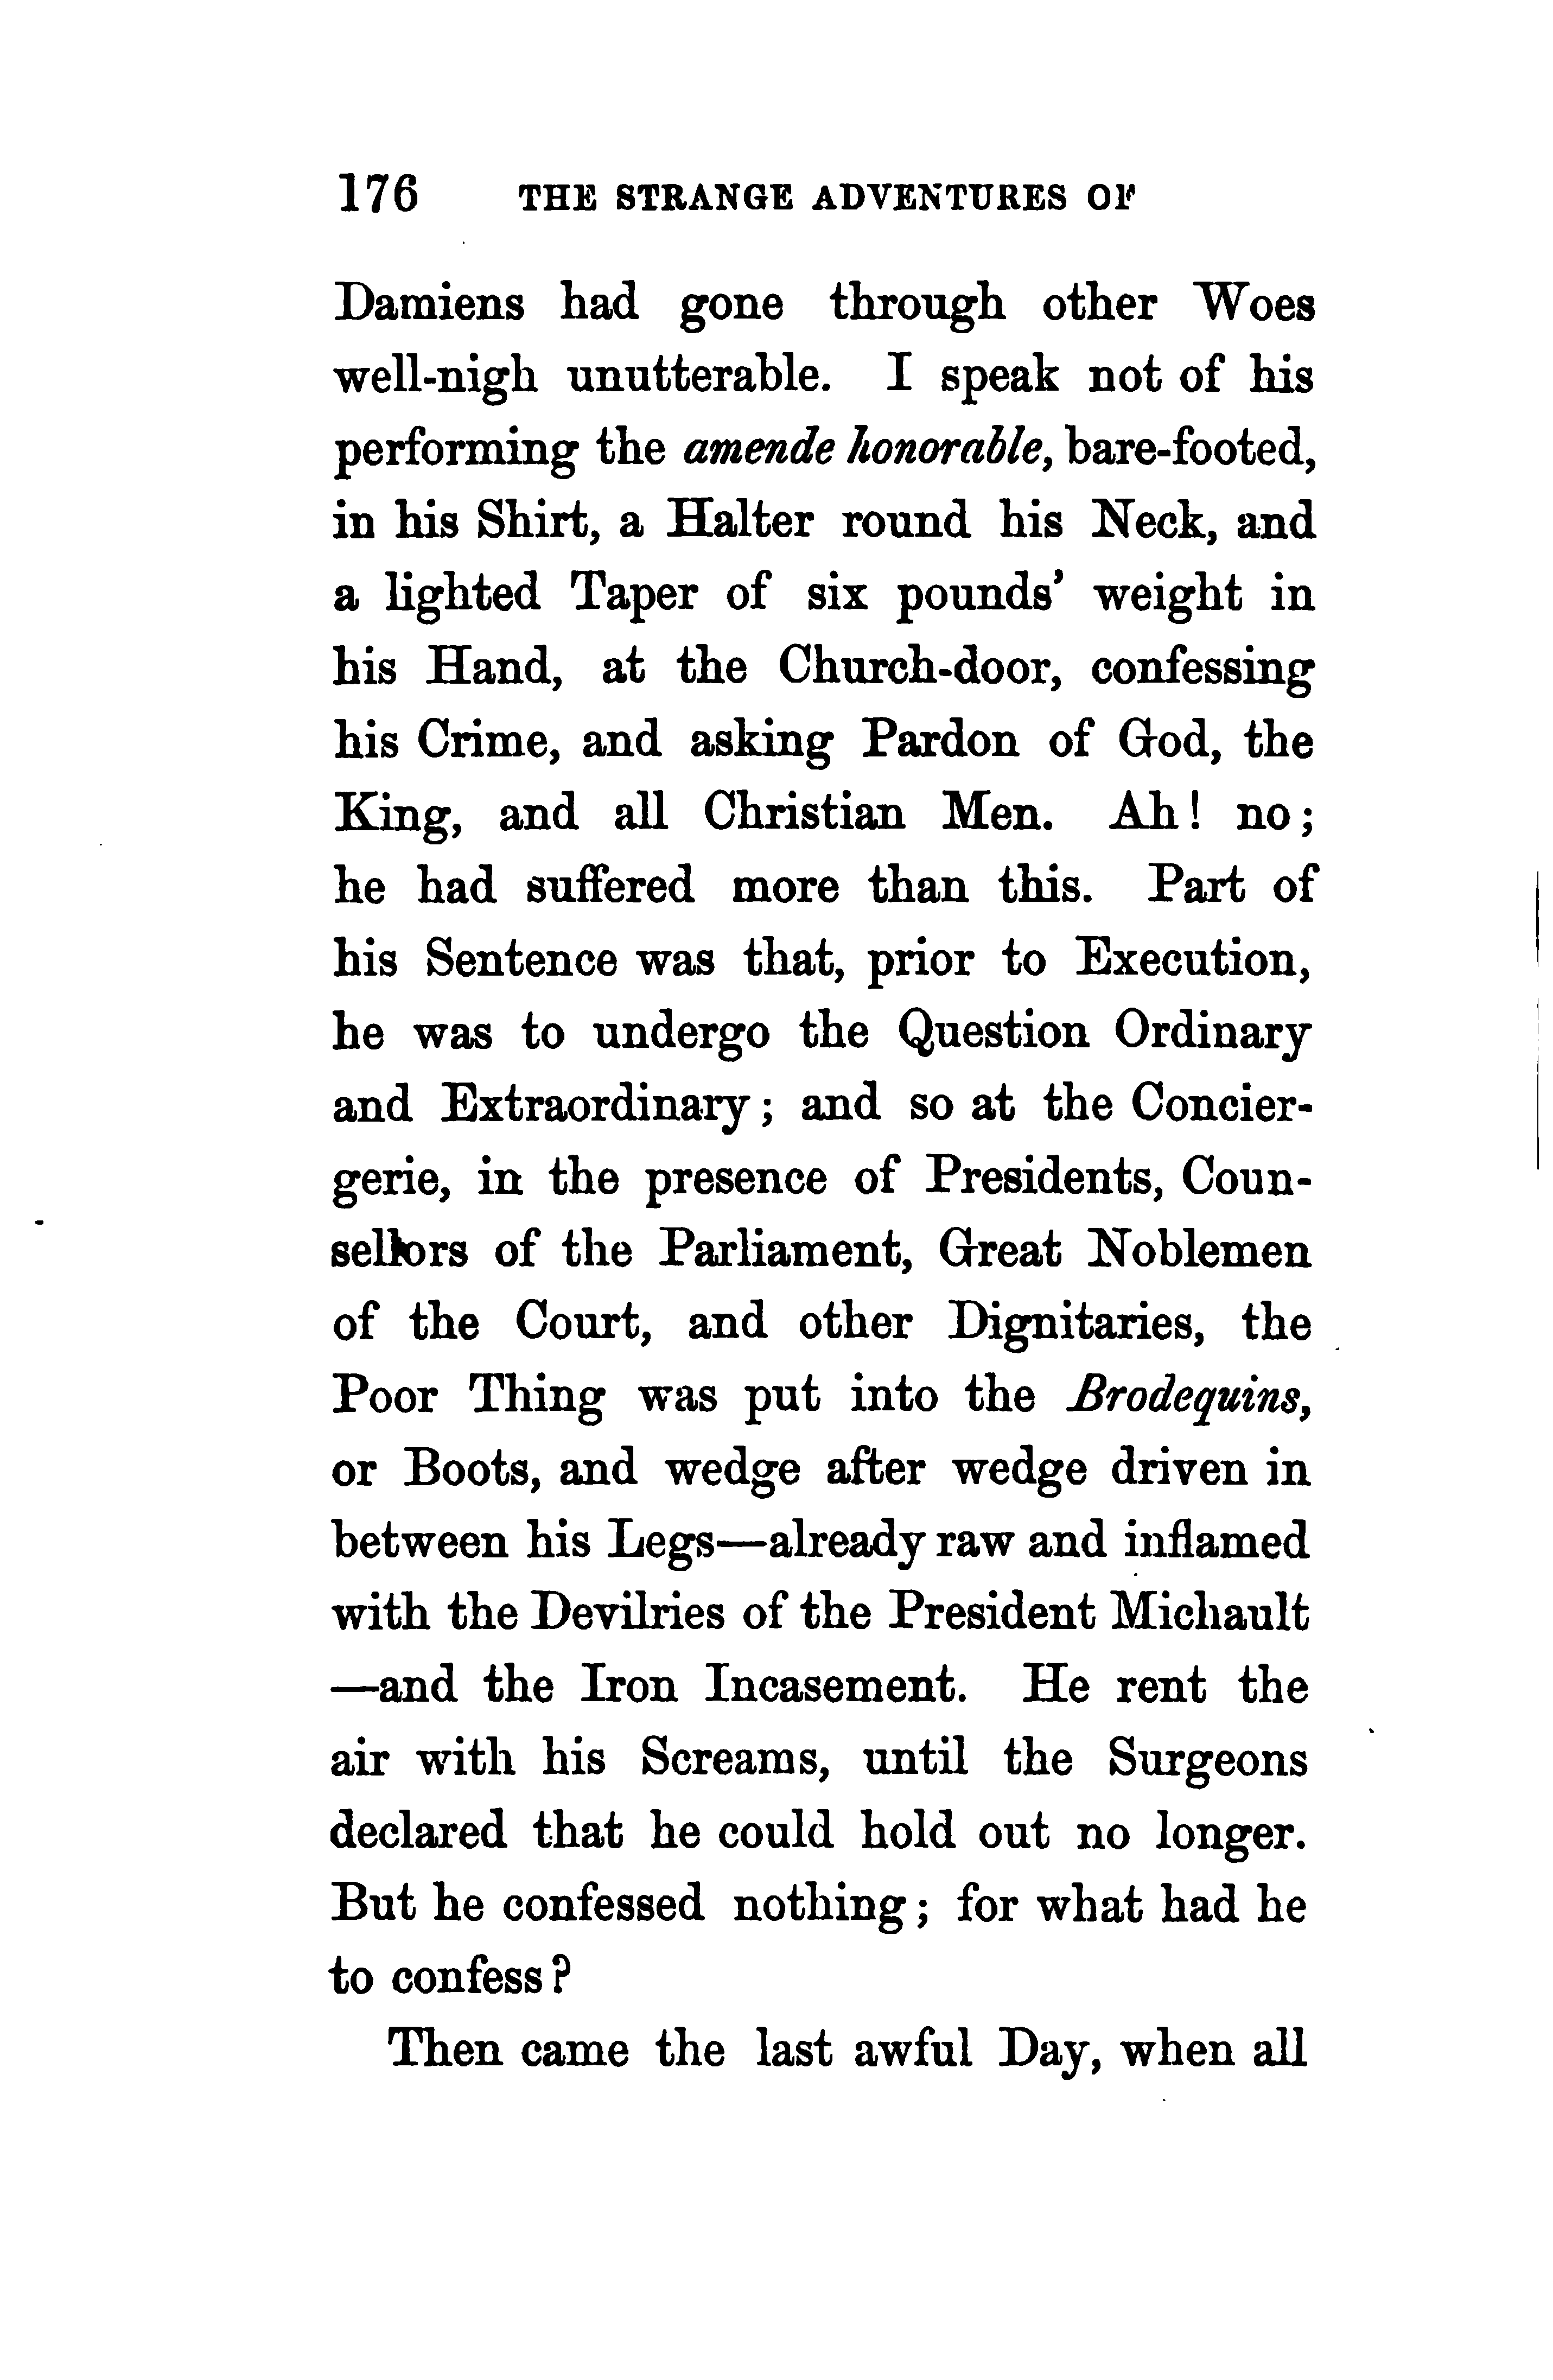 176 THE STRANGE ADVENTURES OF
Damiens had gone through other Woes
well-nigh unutterable. I speak not of his
performing the amende honorable, bare-footed,
in his Shirt, a Halter round his Neck, and
a lighted Taper of six pounds' weight in
his Hand, at the Church-door, confessing
his Crime, and asking Pardon of God, the
King, and all Christian Men. Ah! no;
he had suffered more than this. Part of
his Sentence was that, prior to Execution,
he was to undergo the Question Ordinary
and Extraordinary; and so at the Concier-
gerie, in the presence of Presidents, Coun-
sellors of the Parliament, Great Noblemen
of the Court, and other Dignitaries, the
Poor Thing was put into the Brodequins,
or Boots, and wedge after wedge driven in
between his Legs—already raw and inflamed
with the Devilries of the President Michault
—and the Iron Incasement. He rent the
air with his Screams, until the Surgeons
declared that he could hold out no longer.
But he confessed nothing; for what had he
to confess?
Then came the last awful Day, when all